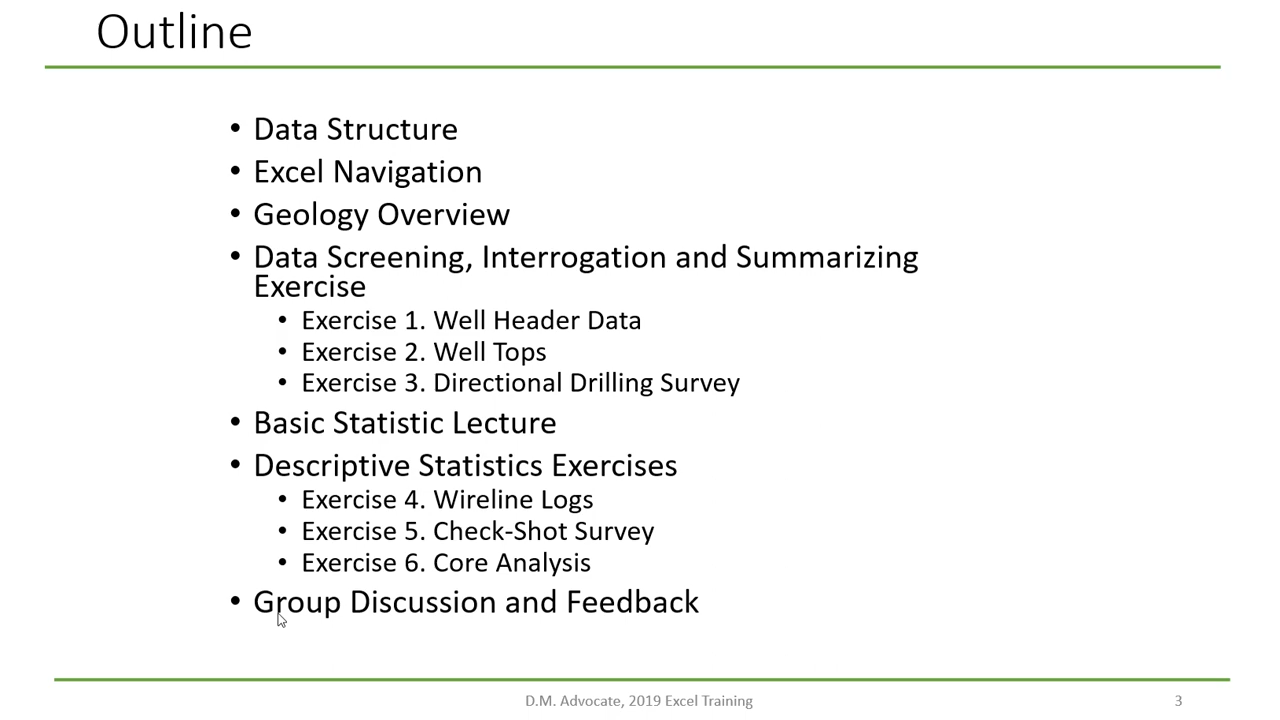 Outline
• Data Structure
• Excel Navigation
• Geology Overview
• Data Screening, Interrogation and Summarizing
Exercise
• Exercise 1. Well Header Data
• Exercise 2. Well Tops
• Exercise 3. Directional Drilling Survey
• Basic Statistic Lecture
• Descriptive Statistics Exercises
• Exercise 4. Wireline Logs
• Exercise 5. Check-Shot Survey
• Exercise 6. Core Analysis
• Group Discussion and Feedback
D.M. Advocate, 2019 Excel Training
3